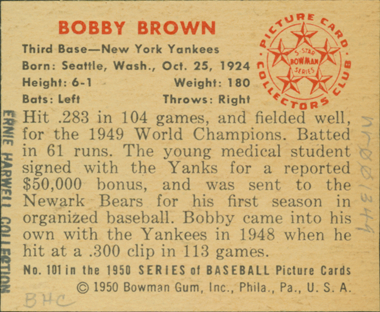 BOBBY BROWN
Third Base—New York Yankees
Born: Seattle, Wash., Oct. 25, 1924
Height: 6-1 Weight: 180
Bats: Left Throws: Right
PICTURE CARD
COLLECTORS CLUB
5 STAR
BOWMAN
SERIES
Hit .283 in 104 games, and fielded well,
for the 1949 World Champions. Batted
in 61 runs. The young medical student
signed with the Yanks for a reported
$50,000 bonus, and was sent to the
Newark Bears for his first season in
organized baseball. Bobby came into his
own with the Yankees in 1948 when he
hit at a .300 clip in 113 games.
No. 101 in the 1950 SERIES of BASEBALL Picture Cards
©1950 Bowman Gum, Inc., Phila., Pa., U. S. A.
ERNIE HARWELL COLLECTION
BHC